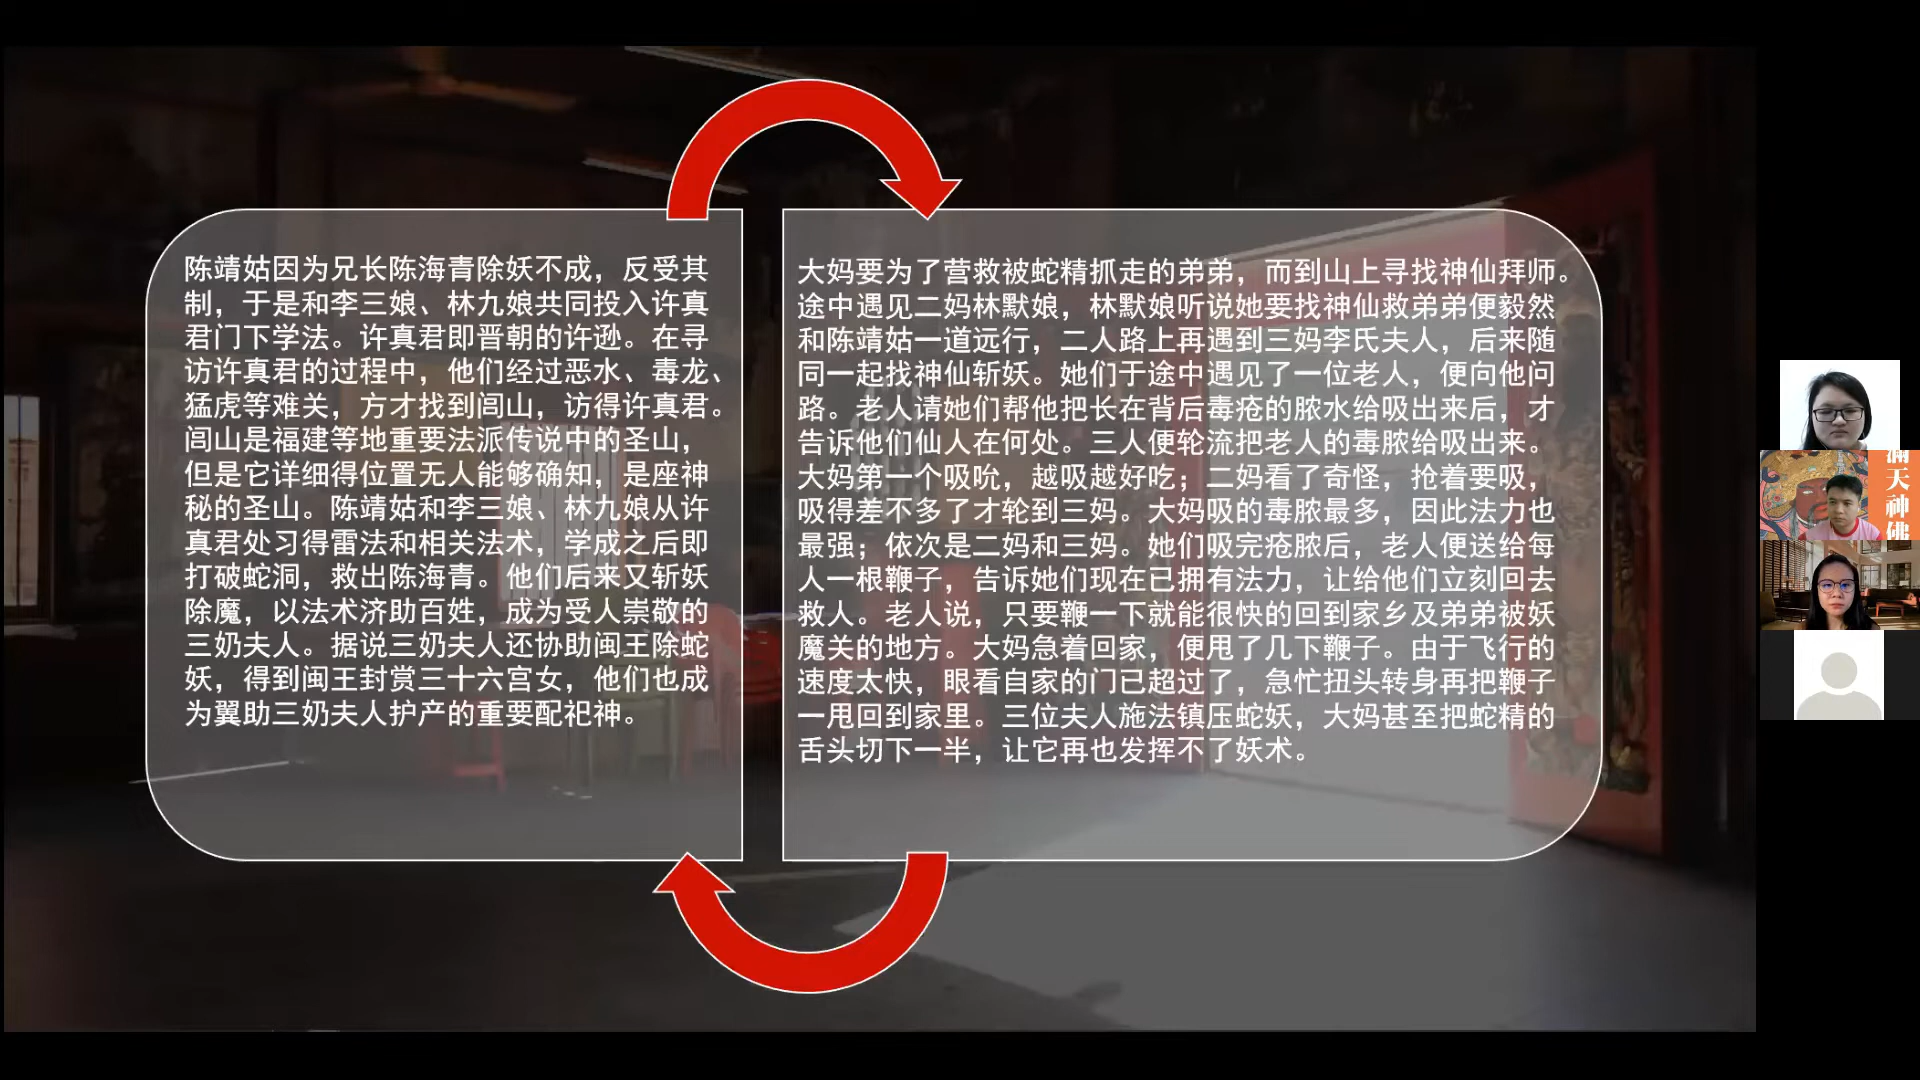 陈靖姑因为兄长陈海青除妖不成，反受其
制，于是和李三娘、林九娘共同投入许真
君门下学法。许真君即晋朝的许逊。在寻
访许真君的过程中，他们经过恶水、毒龙、
猛虎等难关，方才找到闾山，访得许真君。
闾山是福建等地重要法派传说中的圣山，
但是它详细得位置无人能够确知，是座神
秘的圣山。陈靖姑和李三娘、林九娘从许
真君处习得雷法和相关法术，学成之后即
打破蛇洞，救出陈海青。他们后来又斩妖
除魔，以法术济助百姓，成为受人崇敬的
三奶夫人。据说三奶夫人还协助闽王除蛇
妖，得到闽王封赏三十六宫女，他们也成
为翼助三奶夫人护产的重要配祀神。
大妈要为了营救被蛇精抓走的弟弟，而到山上寻找神仙拜师。
途中遇见二妈林默娘，林默娘听说她要找神仙救弟弟便毅然
和陈靖姑一道远行，二人路上再遇到三妈李氏夫人，后来随
同一起找神仙斩妖。她们于途中遇见了一位老人，便向他问
路。老人请她们帮他把长在背后毒疮的脓水给吸出来后，才
告诉他们仙人在何处。三人便轮流把老人的毒脓给吸出来。
大妈第一个吸吮，越吸越好吃；二妈看了奇怪，抢着要吸，
吸得差不多了才轮到三妈。大妈吸的毒脓最多，因此法力也
最强；依次是二妈和三妈。她们吸完疮脓后，老人便送给每
人一根鞭子，告诉她们现在已拥有法力，让给他们立刻回去
救人。老人说，只要鞭一下就能很快的回到家乡及弟弟被妖
魔关的地方。大妈急着回家，便甩了几下鞭子。由于飞行的
速度太快，眼看自家的门已超过了，急忙扭头转身再把鞭子
一甩回到家里。三位夫人施法镇压蛇妖，大妈甚至把蛇精的
舌头切下一半，让它再也发挥不了妖术。
满天神佛